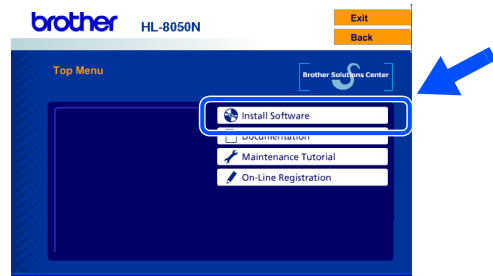 brother HL-8050N
Exit
Back
Top Menu
Brother Solutions Center
Install Software
Documentation
Maintenance Tutorial
On-Line Registration